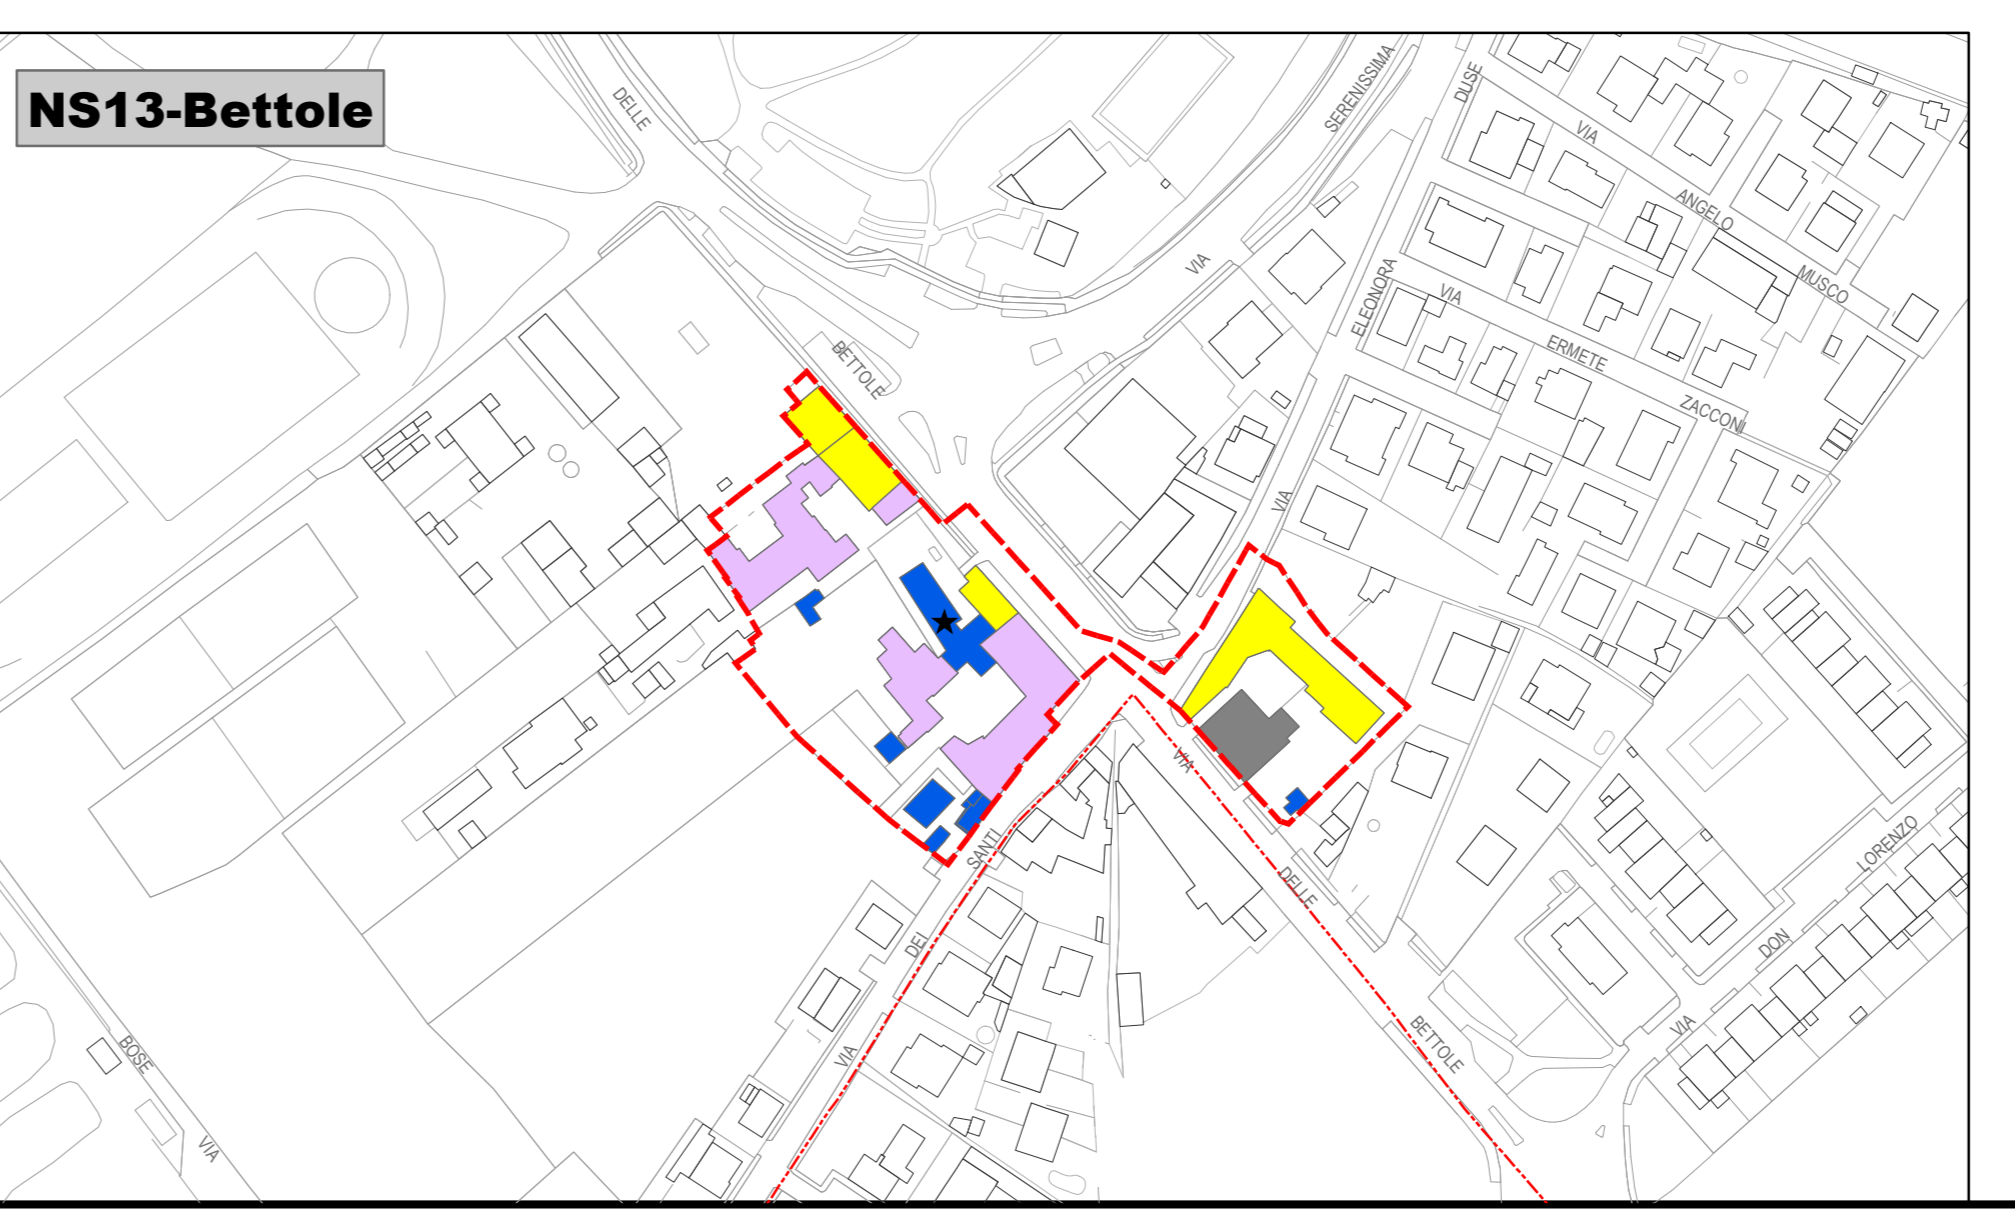 NS13-Bettole
DELLE
SERENISSIMA
DUSE
VIA
ANGELO
MUSCO
VIA
ELEONORA
VIA
ERMETE
ZACCONI
BETTOLE
VIA
VIA
SANTI
DELLE
LORENZO
DON
DEI
VIA
BETTOLE
VIA
BOSE
VIA